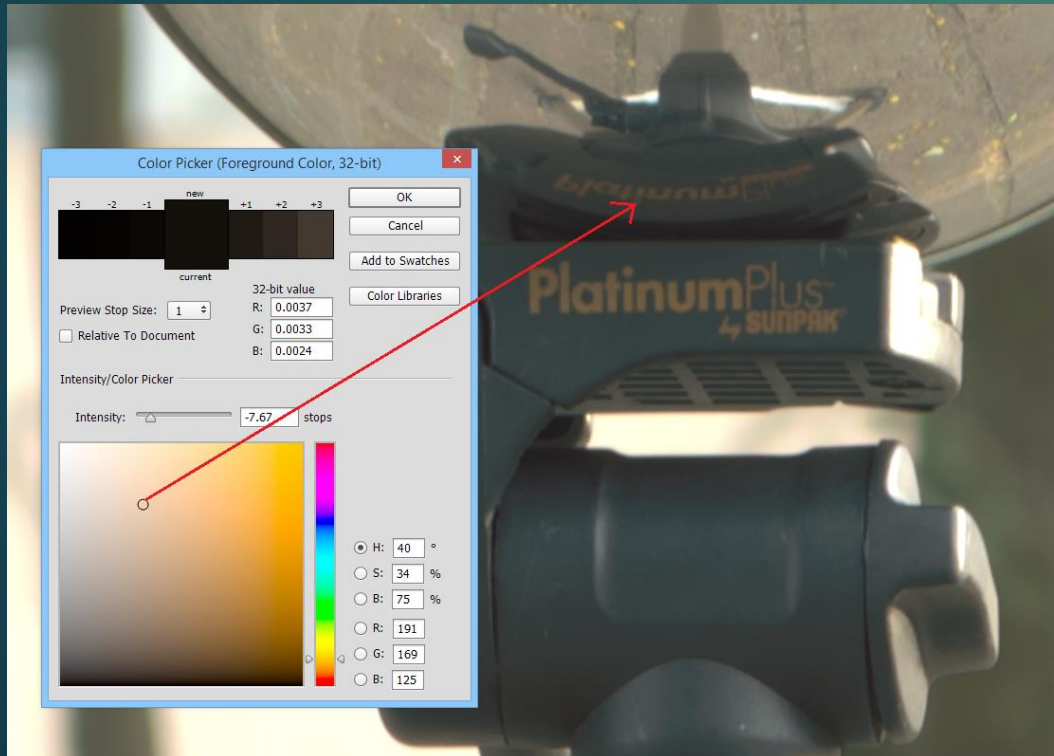 Color Picker (Foreground Color, 32-bit)
new
-3 -2 -1 +1 +2 +3
current
OK
Cancel
Add to Swatches
Color Libraries
Preview Stop Size: 1
Relative To Document
32-bit value
R: 0.0037
G: 0.0033
B: 0.0024
Intensity/Color Picker
Intensity: -7.67 stops
H: 40 °
S: 34 %
B: 75 %
R: 191
G: 169
B: 125
PlatinumPlus
PlatinumPlus™
by SUNPAK®